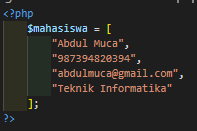 <?php
$mahasiswa = [
"Abdul Muca",
"987394820394",
"abdulmuca@gmail.com",
"Teknik Informatika"
];
?>